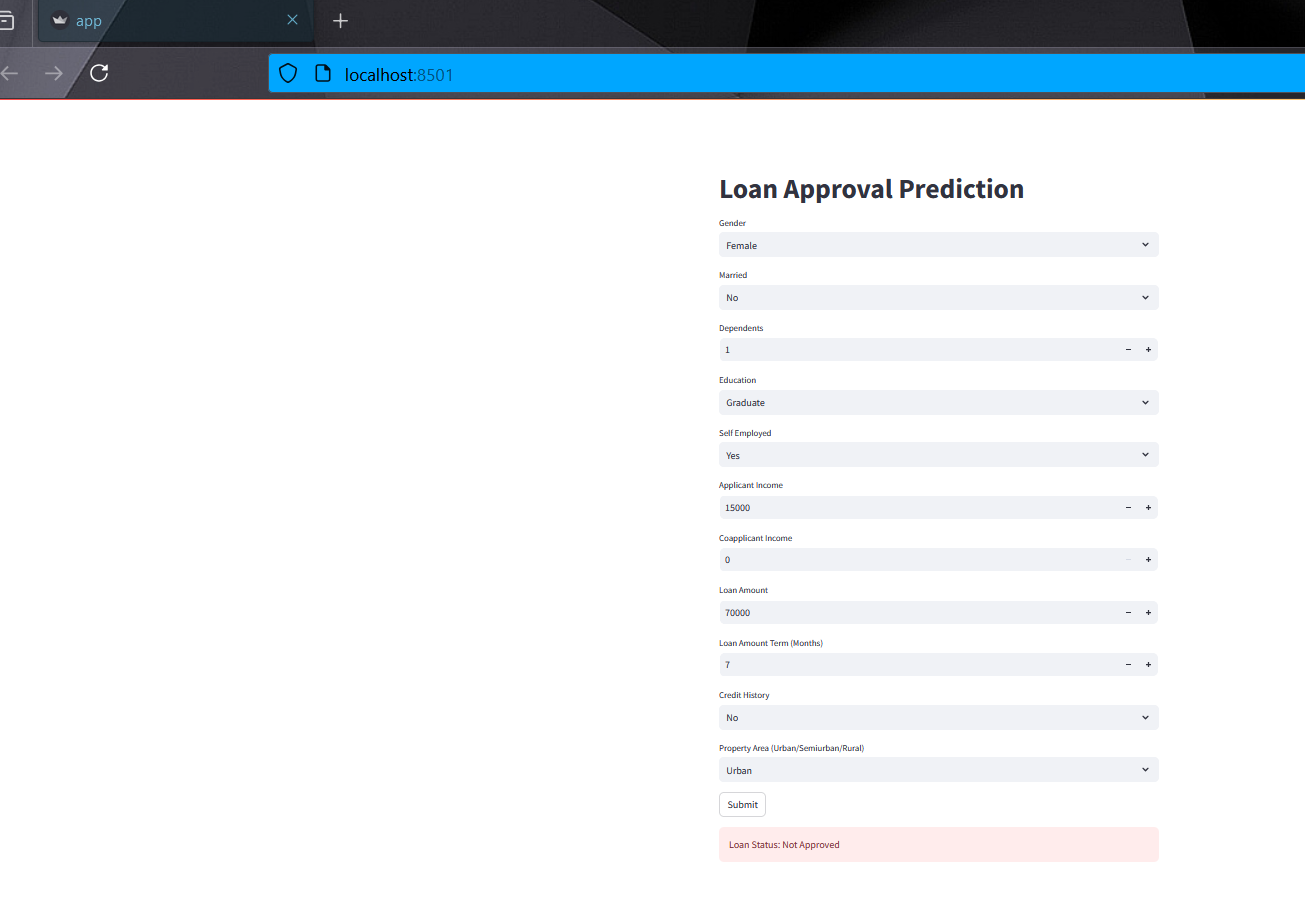 app
localhost:8501
Loan Approval Prediction
Gender
Female
Married
No
Dependents
1
Education
Graduate
Self Employed
Yes
Applicant Income
15000
Coapplicant Income
0
Loan Amount
70000
Loan Amount Term (Months)
7
Credit History
No
Property Area (Urban/Semiurban/Rural)
Urban
Submit
Loan Status: Not Approved